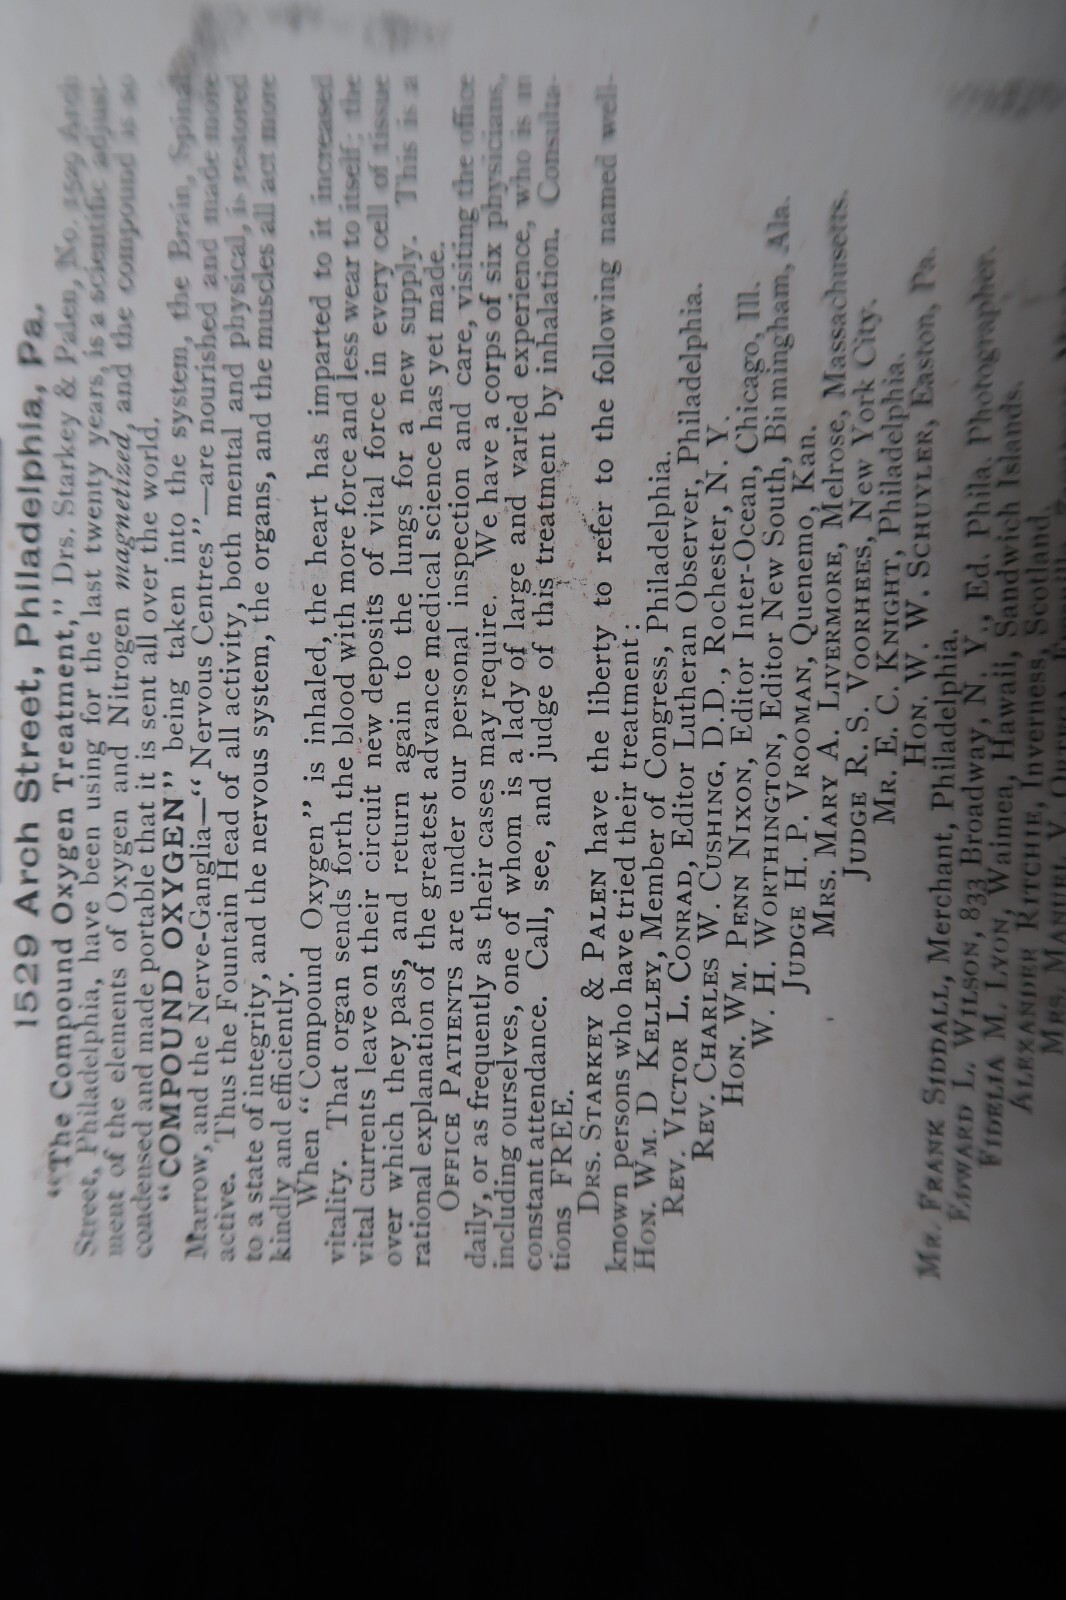 1529 Arch Street, Philadelphia, Pa.
"The Compound Oxygen Treatment," Drs. Starkey & Palen, No. 1529 Arch
Street, Philadelphia, have been using for the last twenty years, is a scientific adjust-
ment of the elements of Oxygen and Nitrogen magnetized, and the compound is so
condensed and made portable that it is sent all over the world.
"COMPOUND OXYGEN" being taken into the system, the Brain, Spinal
Marrow, and the Nerve-Ganglia—"Nervous Centres"—are nourished and made more
active. Thus the Fountain Head of all activity, both mental and physical, is restored
to a state of integrity, and the nervous system, the organs, and the muscles all act more
kindly and efficiently.
When "Compound Oxygen" is inhaled, the heart has imparted to it increased
vitality. That organ sends forth the blood with more force and less wear to itself; the
vital currents leave on their circuit new deposits of vital force in every cell of tissue
over which they pass, and return again to the lungs for a new supply. This is a
rational explanation of the greatest advance medical science has yet made.
OFFICE PATIENTS are under our personal inspection and care, visiting the office
daily, or as frequently as their cases may require. We have a corps of six physicians,
including ourselves, one of whom is a lady of large and varied experience, who is in
constant attendance. Call, see, and judge of this treatment by inhalation. Consulta-
tions FREE.
DRS. STARKEY & PALEN have the liberty to refer to the following named well-
known persons who have tried their treatment:
HON. WM. D KELLEY, Member of Congress, Philadelphia.
REV. VICTOR L. CONRAD, Editor Lutheran Observer, Philadelphia.
REV. CHARLES W. CUSHING, D.D., Rochester, N. Y.
HON. WM. PENN NIXON, Editor Inter-Ocean, Chicago, Ill.
W. H. WORTHINGTON, Editor New South, Birmingham, Ala.
JUDGE H. P. VROOMAN, Quenemo, Kan.
MRS. MARY A. LIVERMORE, Melrose, Massachusetts.
JUDGE R. S. VOORHEES, New York City.
MR. E. C. KNIGHT, Philadelphia.
HON. W. W. SCHUYLER, Easton, Pa.
MR. FRANK SIDDALL, Merchant, Philadelphia.
EDWARD L. WILSON, 833 Broadway, N. Y., Ed. Phila. Photographer.
FIDELIA M. LYON, Waimea, Hawaii, Sandwich Islands.
ALEXANDER RITCHIE, Inverness, Scotland.
MRS. MANUEL V. ORTEGA,